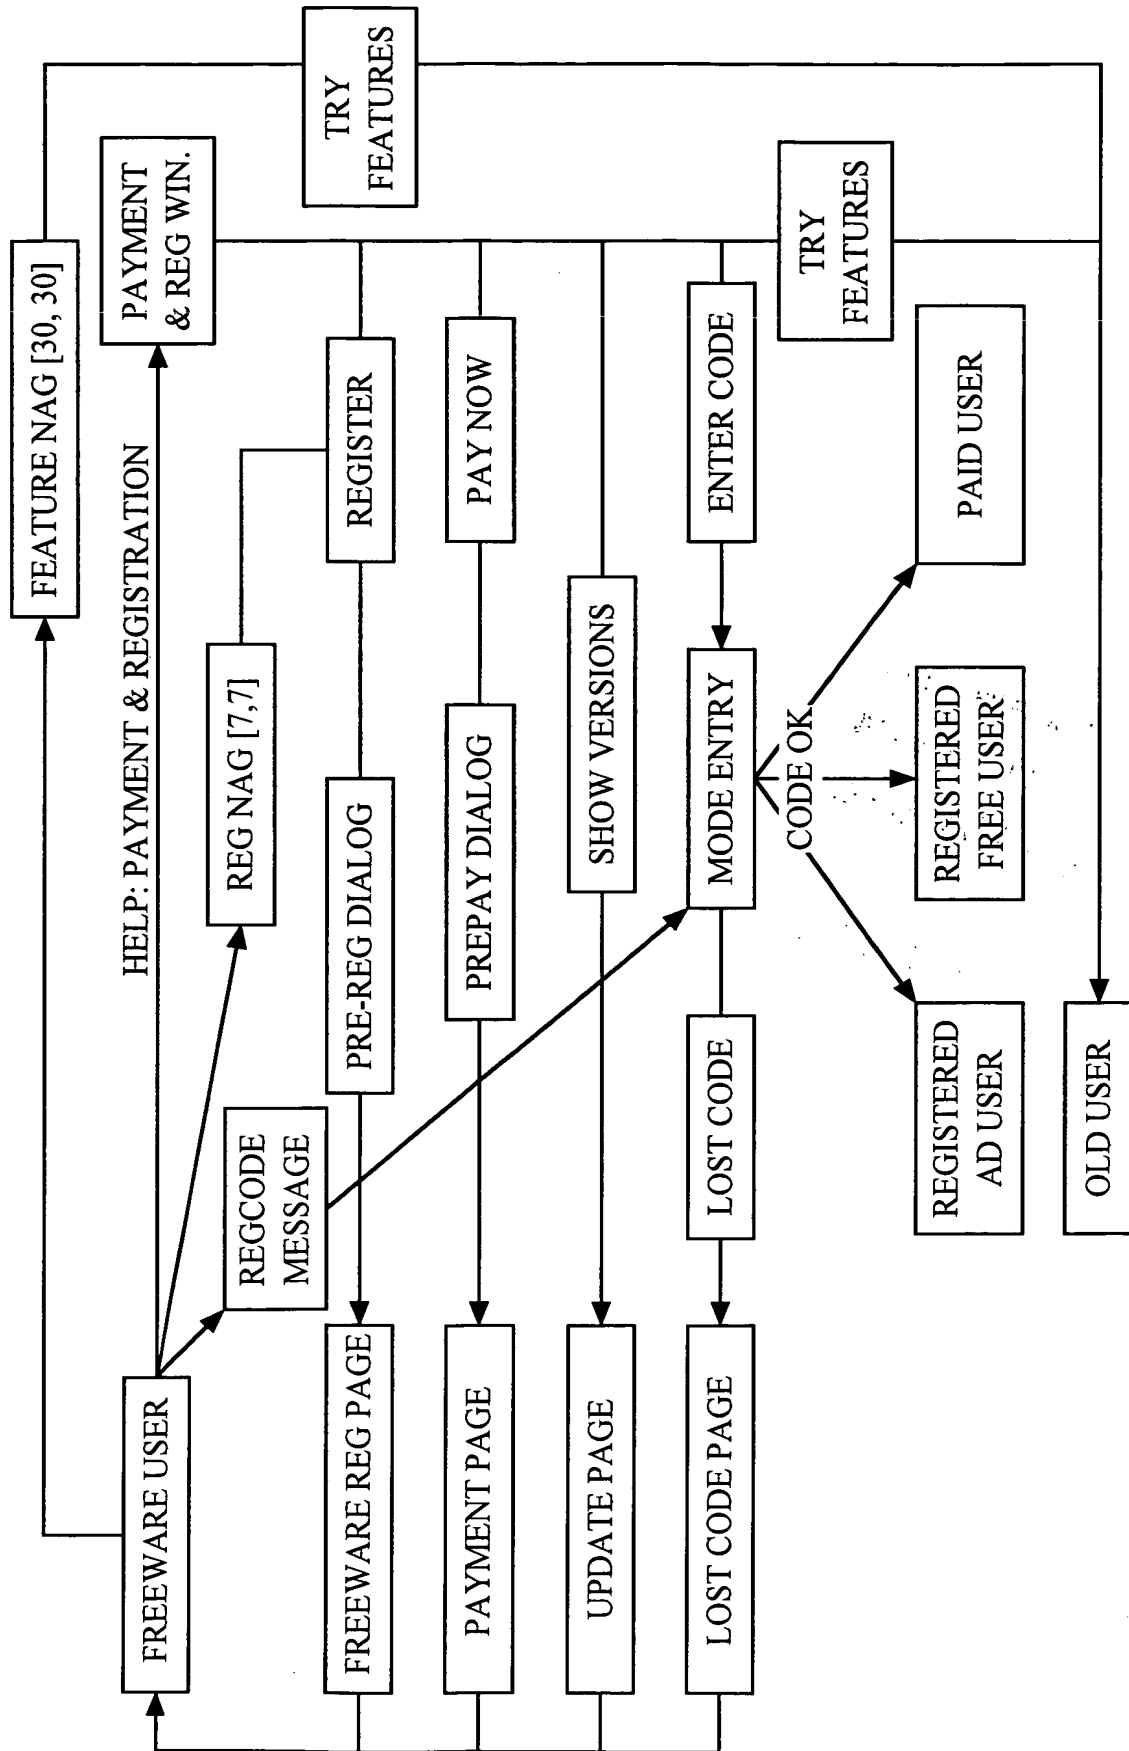 FEATURE NAG [30, 30]
TRY
FEATURES
FREEWARE USER
HELP: PAYMENT & REGISTRATION
PAYMENT
& REG WIN.
REG NAG [7,7]
REGCODE
MESSAGE
FREEWARE REG PAGE
PRE-REG DIALOG
REGISTER
PAYMENT PAGE
PREPAY DIALOG
PAY NOW
UPDATE PAGE
SHOW VERSIONS
LOST CODE PAGE
LOST CODE
MODE ENTRY
ENTER CODE
TRY
FEATURES
CODE OK
REGISTERED
AD USER
REGISTERED
FREE USER
PAID USER
OLD USER